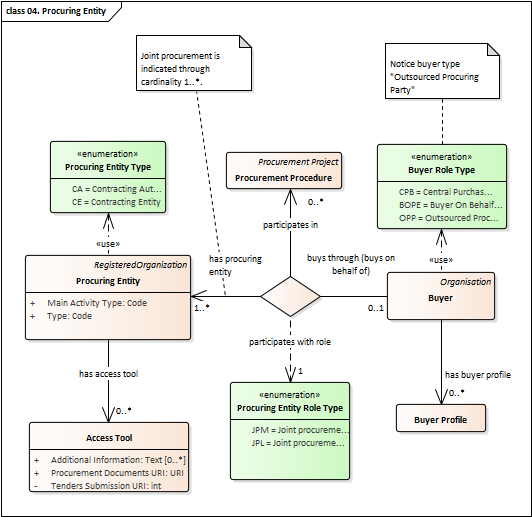 class 04. Procuring Entity
Joint procurement is
indicated through
cardinality 1..*.
Notice buyer type
"Outsourced Procuring
Party"
«enumeration»
Procuring Entity Type
CA = Contracting Aut...
CE = Contracting Entity
Procurement Project
Procurement Procedure
«enumeration»
Buyer Role Type
CPB = Central Purchas...
BOPE = Buyer On Behalf...
OPP = Outsourced Proc...
0..*
participates in
«use»
«use»
has procuring
entity
buys through (buys on
behalf of)
RegisteredOrganization
Procuring Entity
+ Main Activity Type: Code
+ Type: Code
Organisation
Buyer
1..*
0..1
participates with role
has access tool
1
has buyer profile
0..*
0..*
«enumeration»
Procuring Entity Role Type
JPM = Joint procureme...
JPL = Joint procureme...
Buyer Profile
Access Tool
+ Additional Information: Text [0..*]
+ Procurement Documents URI: URI
- Tenders Submission URI: int